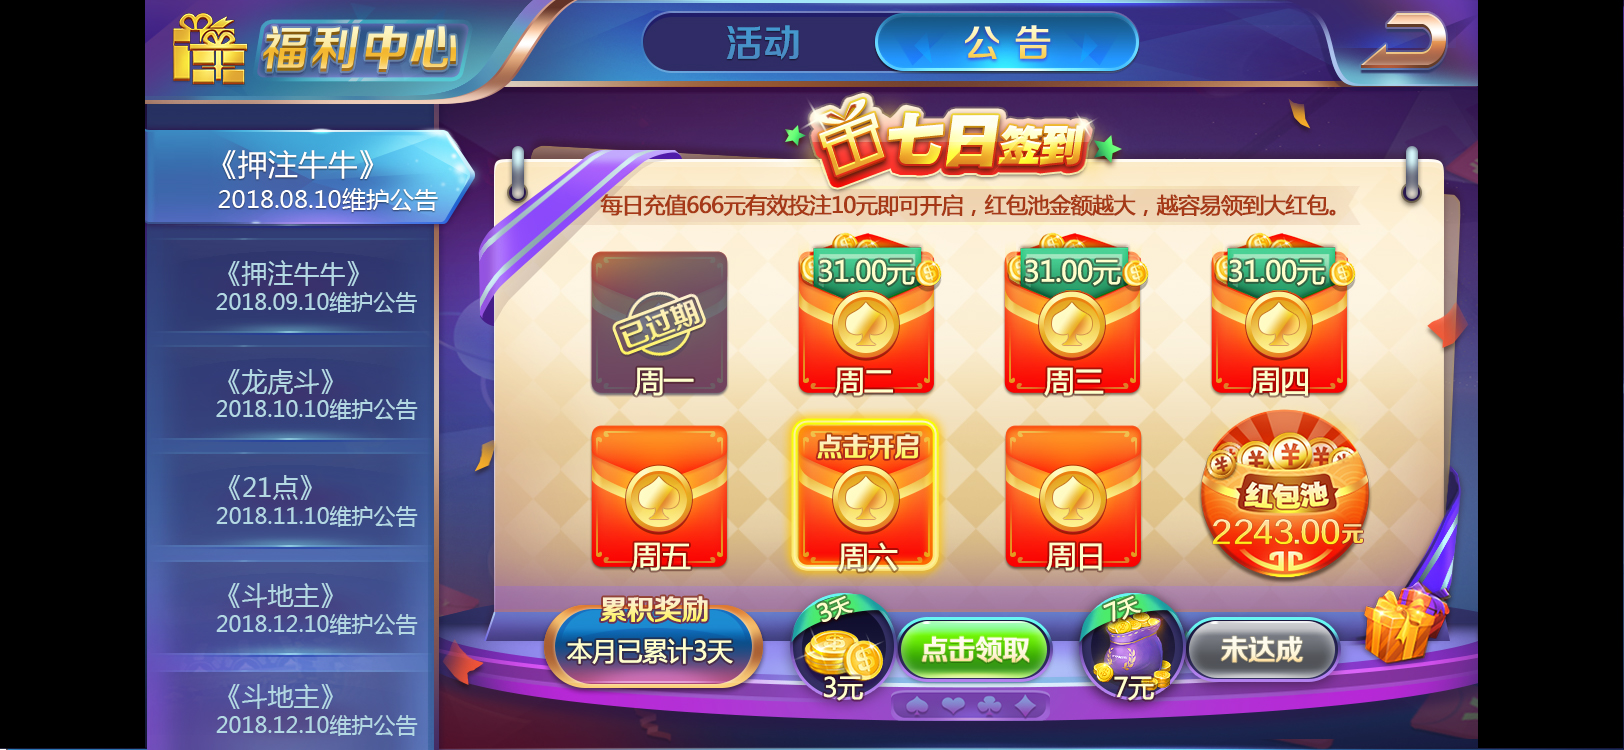 福利中心
活动
公告
《押注牛牛》
2018.08.10维护公告
《押注牛牛》
2018.09.10维护公告
《龙虎斗》
2018.10.10维护公告
《21点》
2018.11.10维护公告
《斗地主》
2018.12.10维护公告
《斗地主》
2018.12.10维护公告
七日签到
每日充值666元有效投注10元即可开启，红包池金额越大，越容易领到大红包。
已过期
周一
31.00元
周二
31.00元
周三
31.00元
周四
周五
点击开启
周六
周日
红包池
2243.00元
累积奖励
本月已累计3天
3天
3元
点击领取
7天
7元
未达成